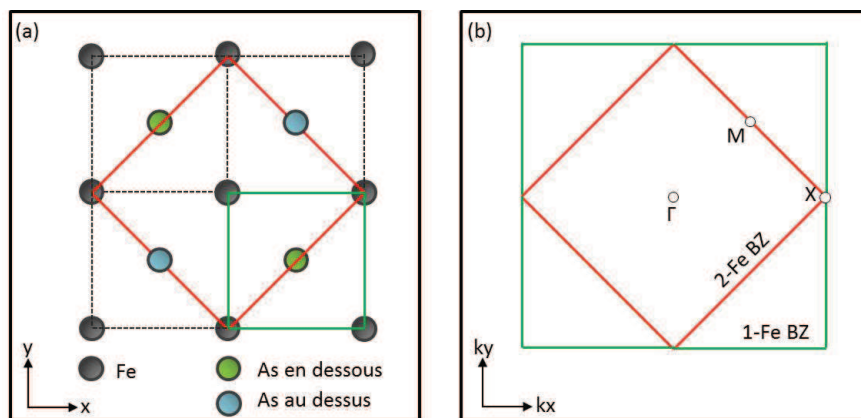 (a)
y
x
Fe
As en dessous
As au dessus
(b)
M
X
Γ
2-Fe BZ
1-Fe BZ
ky
kx